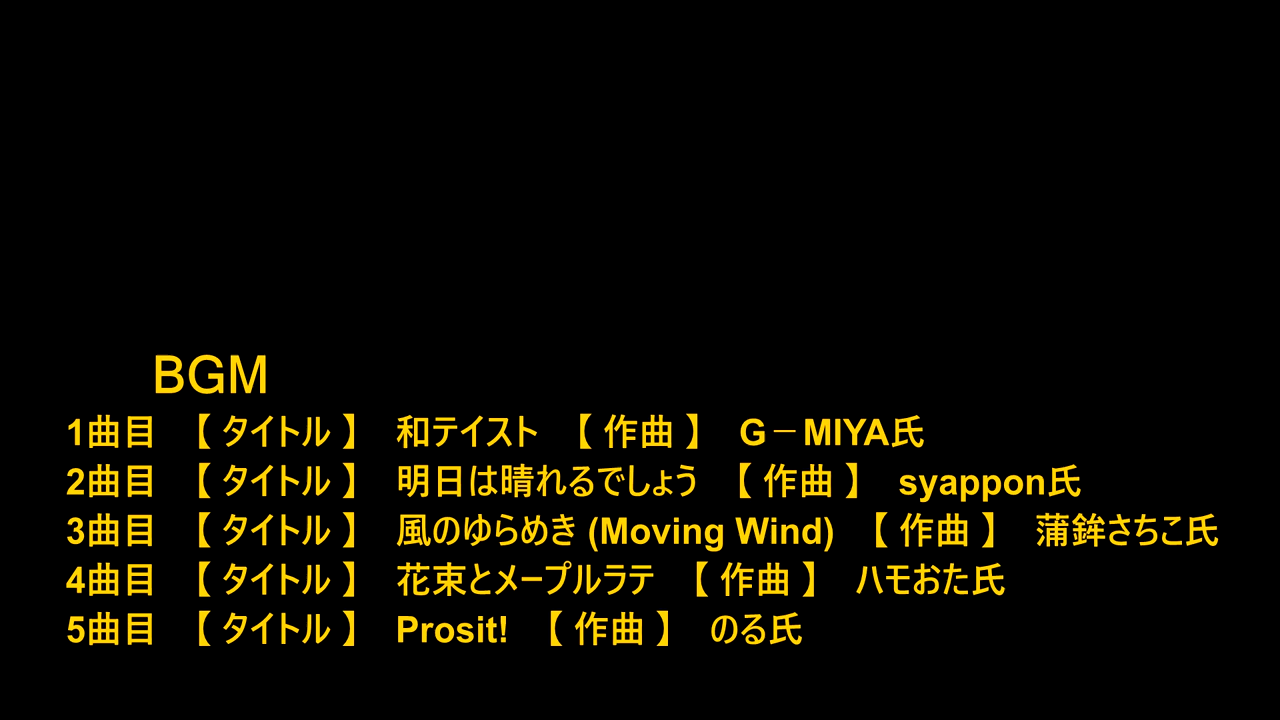 BGM
1曲目 【 タイトル 】 和テイスト 【 作曲 】 G－MIYA氏
2曲目 【 タイトル 】 明日は晴れるでしょう 【 作曲 】 syappon氏
3曲目 【 タイトル 】 風のゆらめき (Moving Wind) 【 作曲 】 蒲鉾さちこ氏
4曲目 【 タイトル 】 花束とメープルラテ 【 作曲 】 ハモおた氏
5曲目 【 タイトル 】 Prosit! 【 作曲 】 のる氏